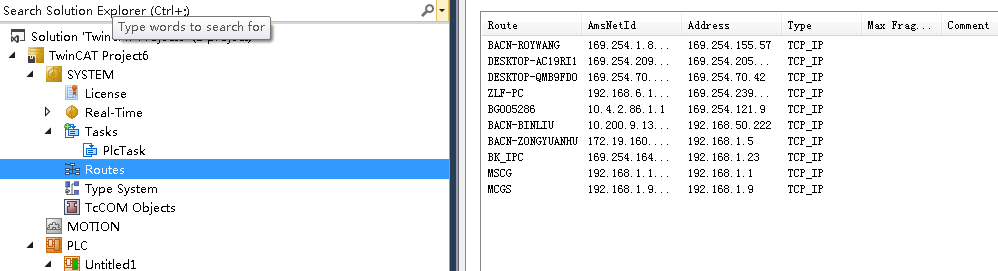 Search Solution Explorer (Ctrl+;)
Type words to search for
Solution 'TwinCAT
TwinCAT Project6
SYSTEM
License
Real-Time
Tasks
PlcTask
Routes
Type System
TcCOM Objects
MOTION
PLC
Untitled1
Route AmsNetId Address Type Max Frag... Comment
BACN-ROYWANG 169.254.1.8... 169.254.155.57 TCP_IP
DESKTOP-AC19RI1 169.254.209... 169.254.205... TCP_IP
DESKTOP-QMB9FDO 169.254.70.... 169.254.70.42 TCP_IP
ZLF-PC 192.168.6.1... 169.254.239... TCP_IP
BG005286 10.4.2.86.1.1 169.254.121.9 TCP_IP
BACN-BINLIU 10.200.9.13... 192.168.50.222 TCP_IP
BACN-ZONGYUANHU 172.19.160.... 192.168.1.5 TCP_IP
BK_IPC 169.254.164... 192.168.1.23 TCP_IP
MSCG 192.168.1.1... 192.168.1.1 TCP_IP
MCGS 192.168.1.9... 192.168.1.9 TCP_IP